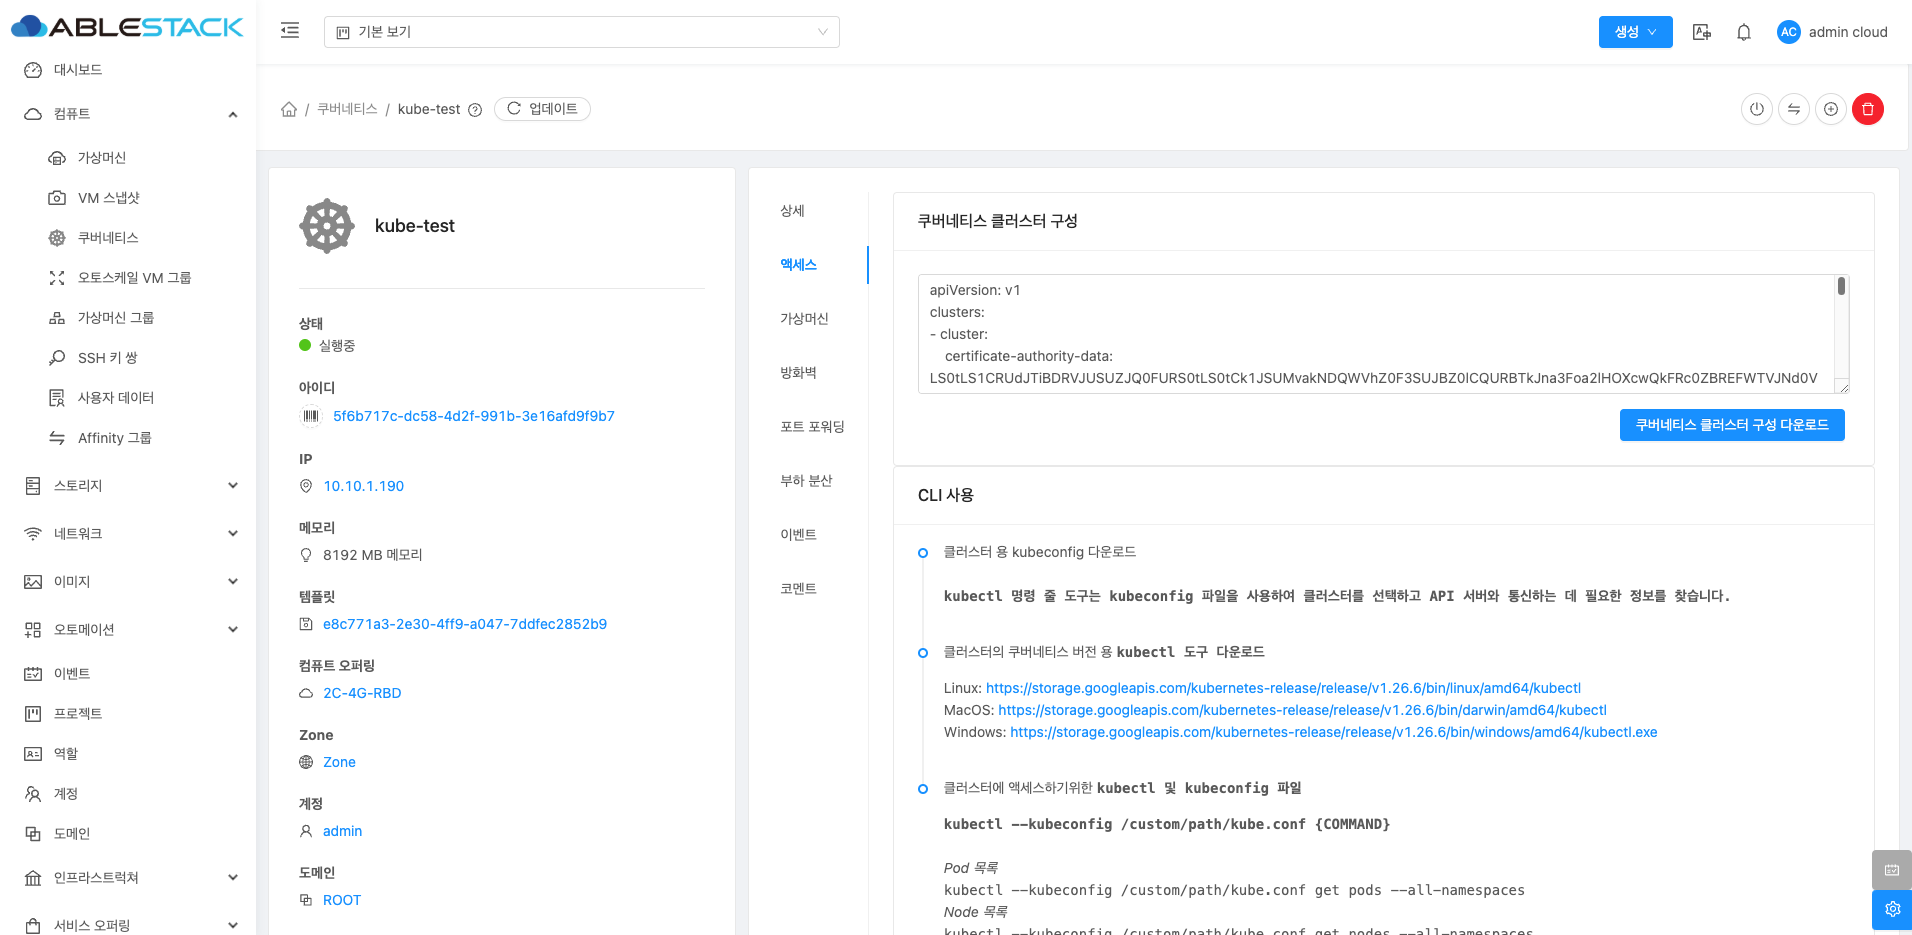 ABLESTACK
기본 보기
생성
AC
admin cloud
대시보드
컴퓨트
가상머신
VM 스냅샷
쿠버네티스
오토스케일 VM 그룹
가상머신 그룹
SSH 키 쌍
사용자 데이터
Affinity 그룹
스토리지
네트워크
이미지
오토메이션
이벤트
프로젝트
역할
계정
도메인
인프라스트럭쳐
서비스 오퍼링
/ 쿠버네티스 / kube-test
업데이트
kube-test
상태
실행중
아이디
5f6b717c-dc58-4d2f-991b-3e16afd9f9b7
IP
10.10.1.190
메모리
8192 MB 메모리
템플릿
e8c771a3-2e30-4ff9-a047-7ddfec2852b9
컴퓨트 오퍼링
2C-4G-RBD
Zone
Zone
계정
admin
도메인
ROOT
상세
액세스
가상머신
방화벽
포트 포워딩
부하 분산
이벤트
코멘트
쿠버네티스 클러스터 구성
apiVersion: v1
clusters:
- cluster:
certificate-authority-data:
LS0tLS1CRUdJTiBDRVJUSUZJQ0FURS0tLS0tCk1JSUMvakNDQWVhZ0F3SUJBZ0lCQURBTkJna3Foa2lHOXcwQkFRc0ZBREFWTVJNd0V
쿠버네티스 클러스터 구성 다운로드
CLI 사용
클러스터 용 kubeconfig 다운로드
kubectl 명령 줄 도구는 kubeconfig 파일을 사용하여 클러스터를 선택하고 API 서버와 통신하는 데 필요한 정보를 찾습니다.
클러스터의 쿠버네티스 버전 용 kubectl 도구 다운로드
Linux: https://storage.googleapis.com/kubernetes-release/release/v1.26.6/bin/linux/amd64/kubectl
MacOS: https://storage.googleapis.com/kubernetes-release/release/v1.26.6/bin/darwin/amd64/kubectl
Windows: https://storage.googleapis.com/kubernetes-release/release/v1.26.6/bin/windows/amd64/kubectl.exe
클러스터에 액세스하기위한 kubectl 및 kubeconfig 파일
kubectl --kubeconfig /custom/path/kube.conf {COMMAND}
Pod 목록
kubectl --kubeconfig /custom/path/kube.conf get pods --all-namespaces
Node 목록
kubectl --kubeconfig /custom/path/kube.conf get nodes --all-namespaces